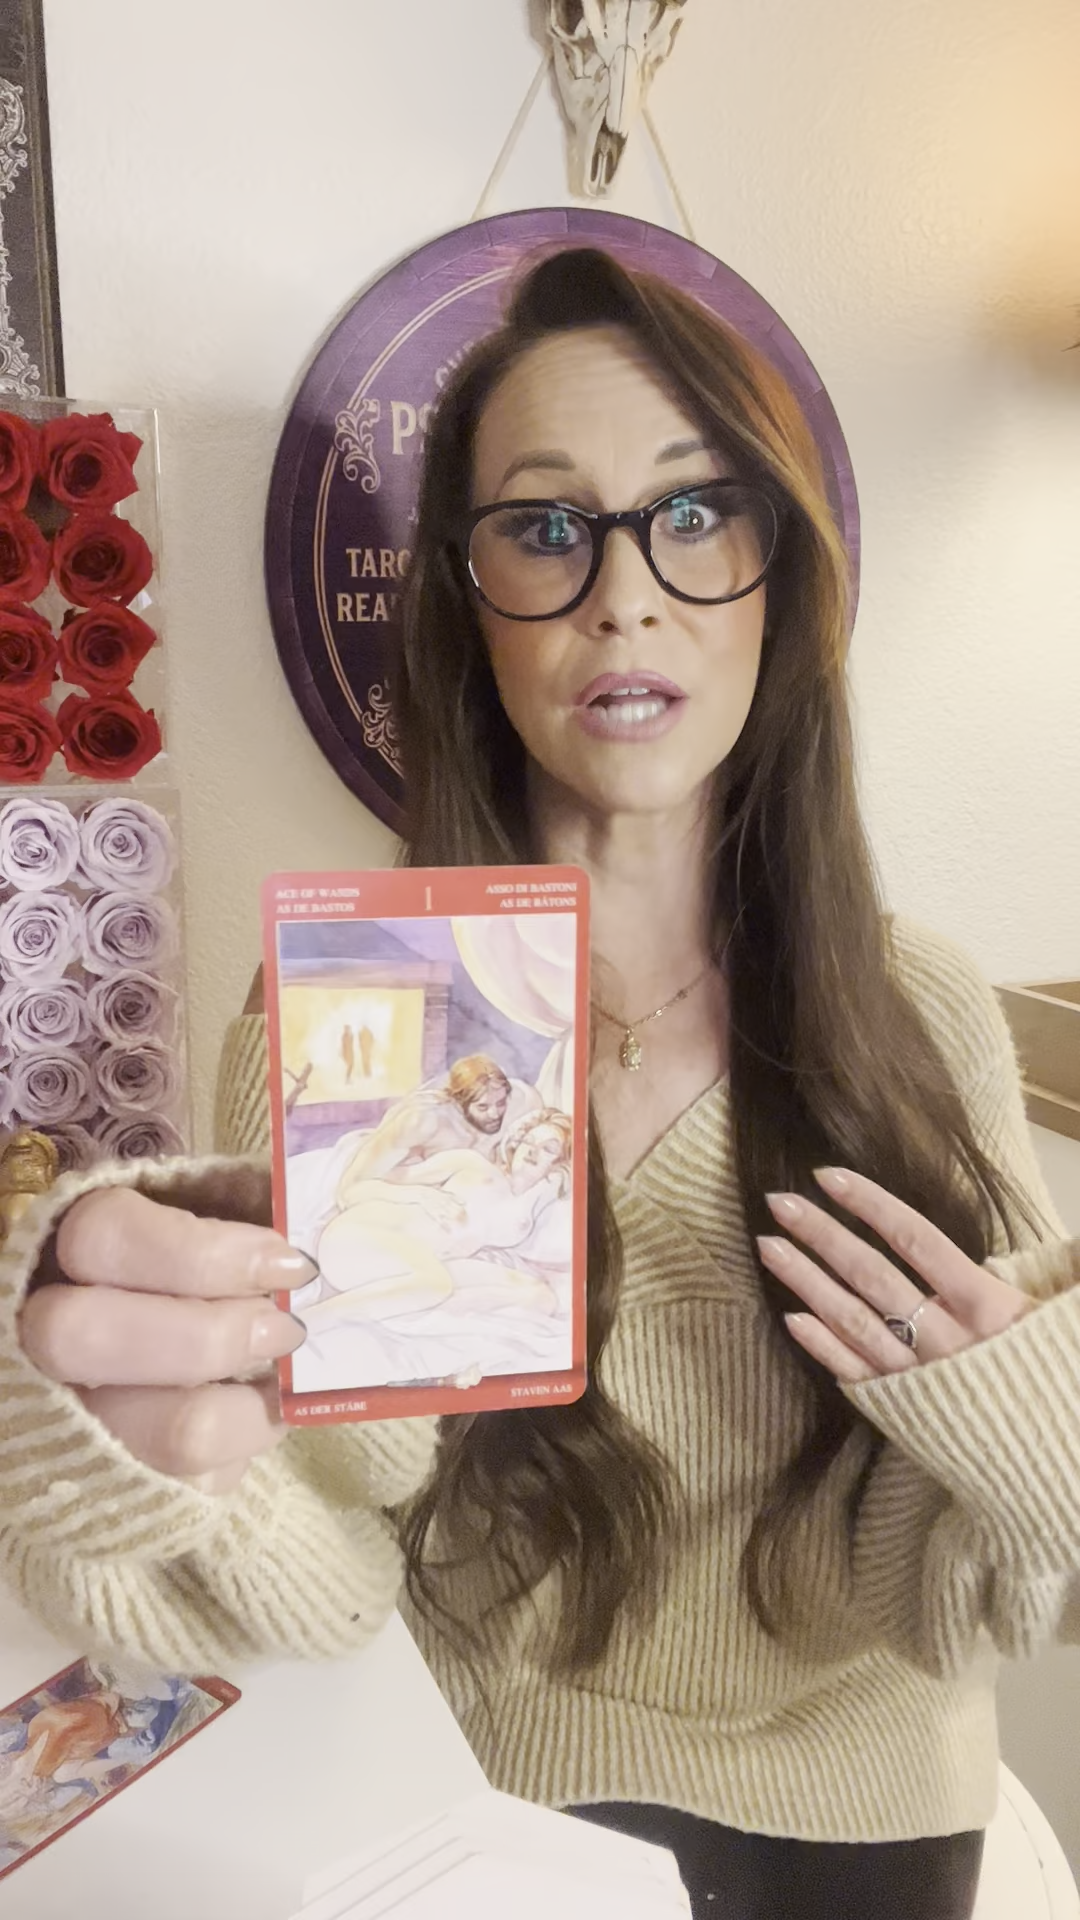 TARO
REA
ACE OF WANDS
AS DE BASTOS
I
ASSO DI BASTONI
AS DE BÂTONS
AS DER STÄBE
STAVEN AAS